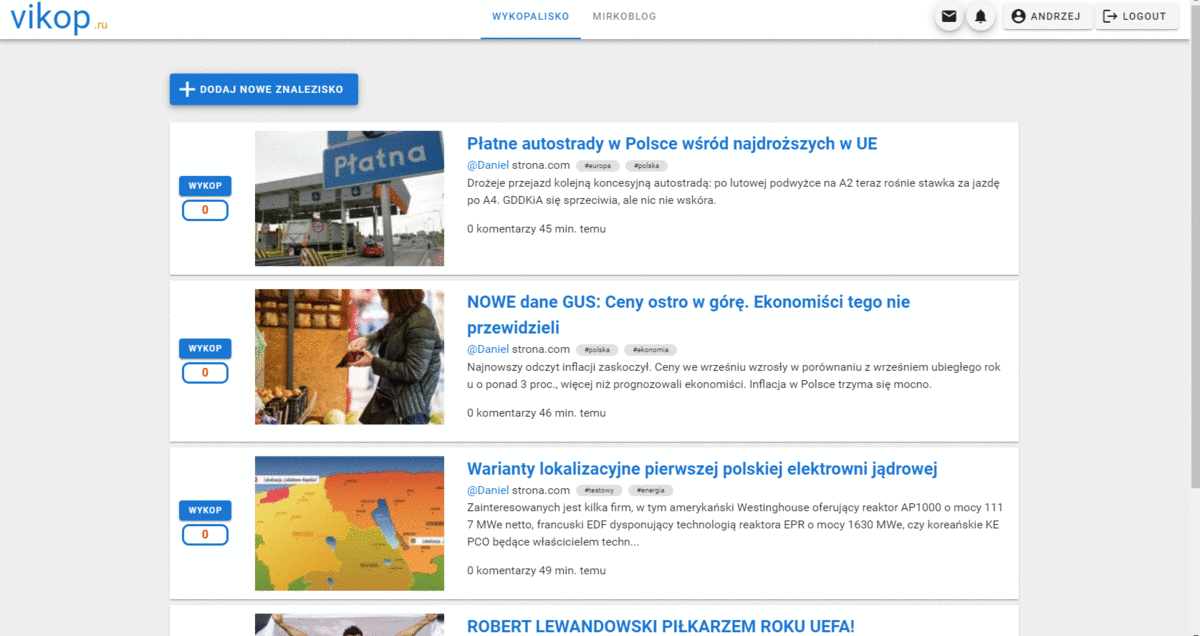 vikop.ru
WYKOPALISKO
MIRKOBLOG
ANDRZEJ
LOGOUT
DODAJ NOWE ZNALEZISKO
WYKOP
0
Płatna
Płatne autostrady w Polsce wśród najdroższych w UE
@Daniel strona.com #europa #polska
Drożeje przejazd kolejną koncesyjną autostradą: po lutowej podwyżce na A2 teraz rośnie stawka za jazdę
po A4. GDDKiA się sprzeciwia, ale nic nie wskóra.
0 komentarzy 45 min. temu
WYKOP
0
NOWE dane GUS: Ceny ostro w górę. Ekonomiści tego nie
przewidzieli
@Daniel strona.com #polska #ekonomia
Najnowszy odczyt inflacji zaskoczył. Ceny we wrześniu wzrosły w porównaniu z wrześniem ubiegłego rok
u o ponad 3 proc., więcej niż prognozowali ekonomiści. Inflacja w Polsce trzyma się mocno.
0 komentarzy 46 min. temu
WYKOP
0
Warianty lokalizacyjne pierwszej polskiej elektrowni jądrowej
@Daniel strona.com #testowy #energia
Zainteresowanych jest kilka firm, w tym amerykański Westinghouse oferujący reaktor AP1000 o mocy 111
7 MWe netto, francuski EDF dysponujący technologią reaktora EPR o mocy 1630 MWe, czy koreańskie KE
PCO będące właścicielem techn...
0 komentarzy 49 min. temu
ROBERT LEWANDOWSKI PIŁKARZEM ROKU UEFA!